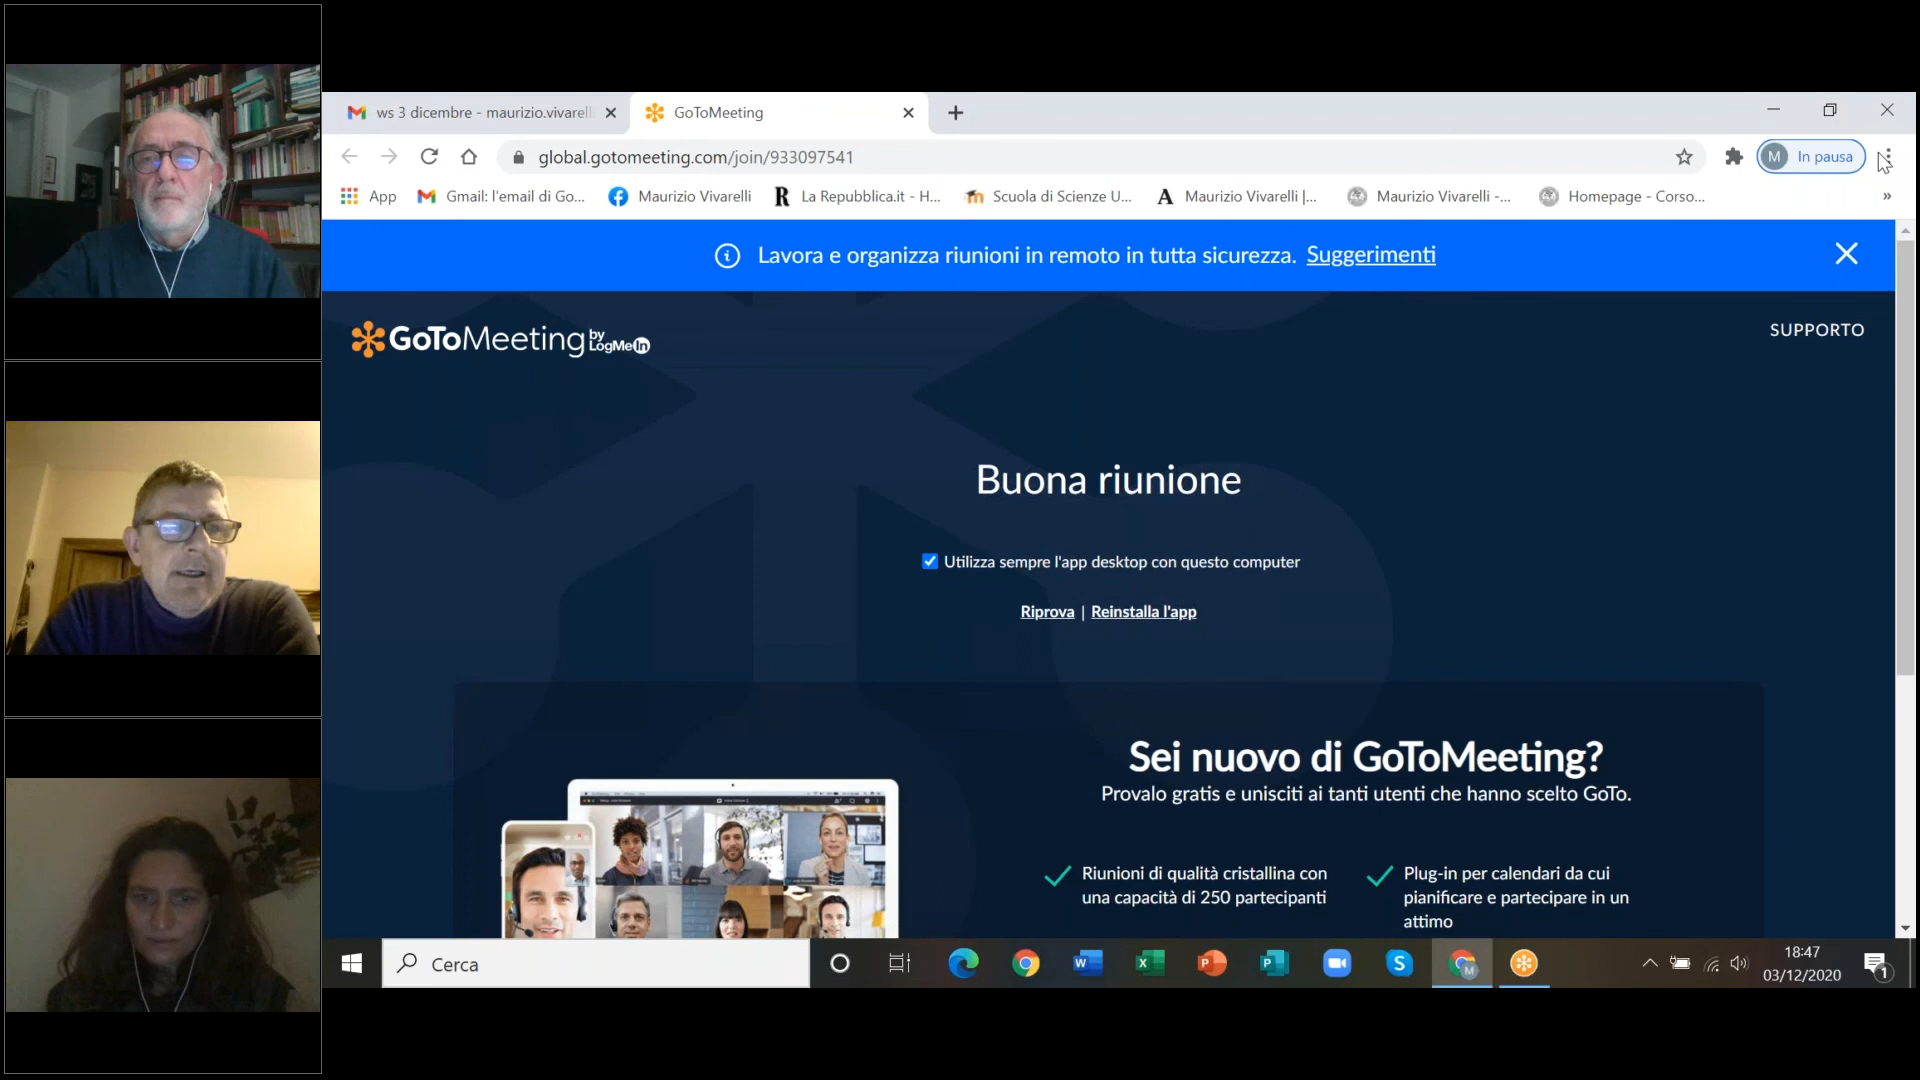 ws 3 dicembre - maurizio.vivarell
GoToMeeting
global.gotomeeting.com/join/933097541
M In pausa
App
Gmail: l'email di Go...
Maurizio Vivarelli
La Repubblica.it - H...
Scuola di Scienze U...
Maurizio Vivarelli |...
Maurizio Vivarelli -...
Homepage - Corso...
»
Lavora e organizza riunioni in remoto in tutta sicurezza. Suggerimenti
GoToMeeting by LogMeIn
SUPPORTO
Buona riunione
Utilizza sempre l'app desktop con questo computer
Riprova | Reinstalla l'app
Sei nuovo di GoToMeeting?
Provalo gratis e unisciti ai tanti utenti che hanno scelto GoTo.
Riunioni di qualità cristallina con
una capacità di 250 partecipanti
Plug-in per calendari da cui
pianificare e partecipare in un
attimo
Cerca
18:47
03/12/2020
1